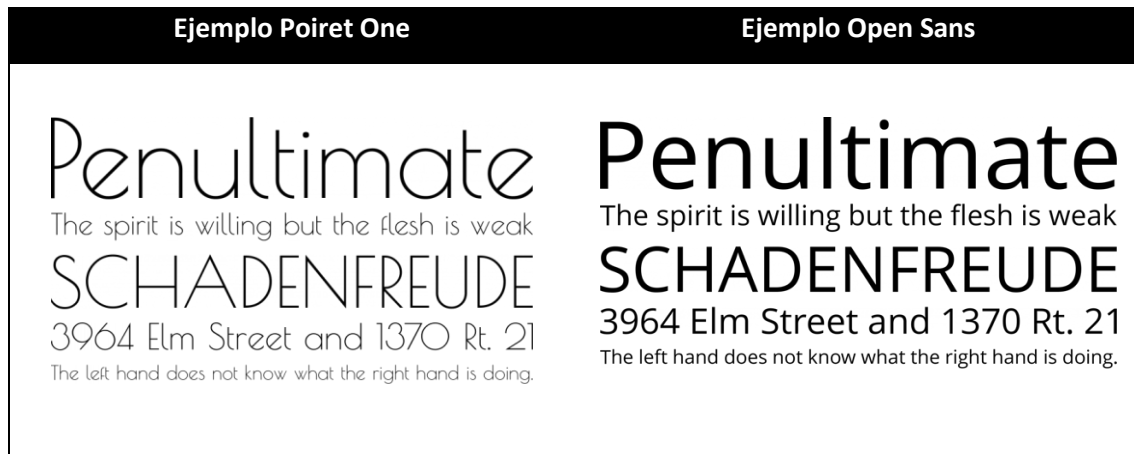 Ejemplo Poiret One
Ejemplo Open Sans
Penultimate
The spirit is willing but the flesh is weak
SCHADENFREUDE
3964 Elm Street and 1370 Rt. 21
The left hand does not know what the right hand is doing.
Penultimate
The spirit is willing but the flesh is weak
SCHADENFREUDE
3964 Elm Street and 1370 Rt. 21
The left hand does not know what the right hand is doing.